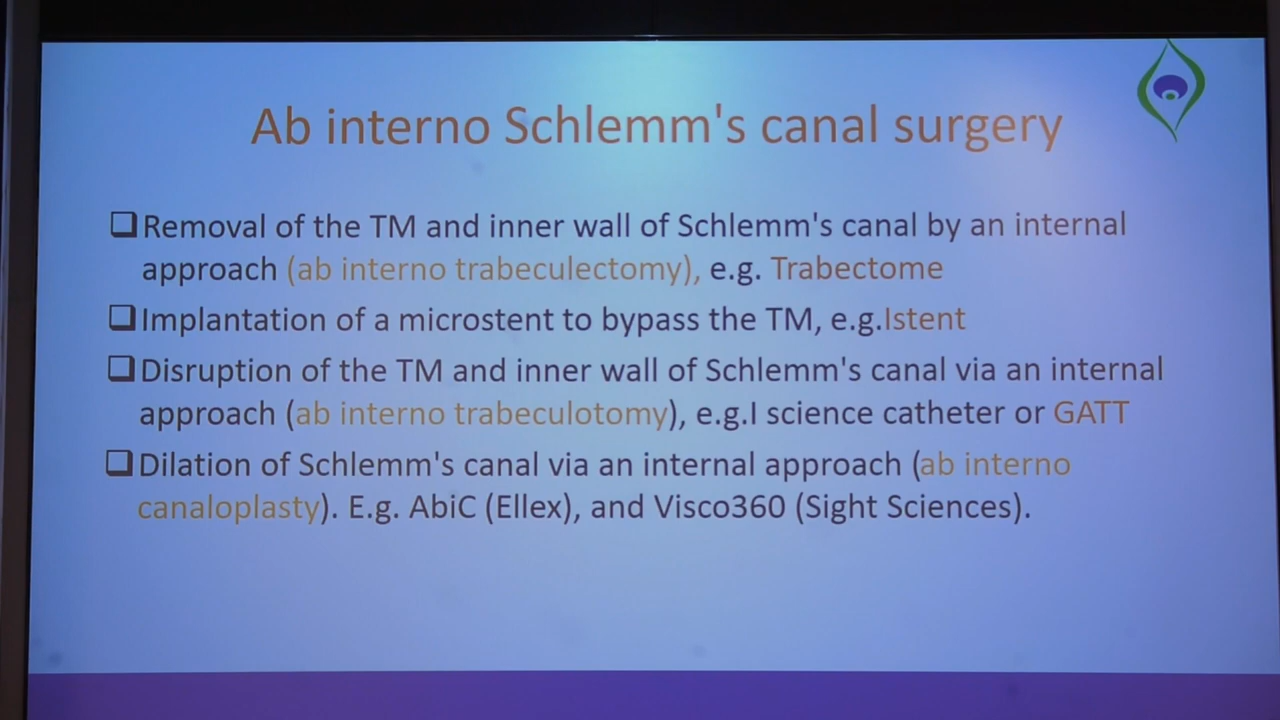 Ab interno Schlemm's canal surgery
Removal of the TM and inner wall of Schlemm's canal by an internal
approach (ab interno trabeculectomy), e.g. Trabectome
Implantation of a microstent to bypass the TM, e.g.Istent
Disruption of the TM and inner wall of Schlemm's canal via an internal
approach (ab interno trabeculotomy), e.g.I science catheter or GATT
Dilation of Schlemm's canal via an internal approach (ab interno
canaloplasty). E.g. AbiC (Ellex), and Visco360 (Sight Sciences).